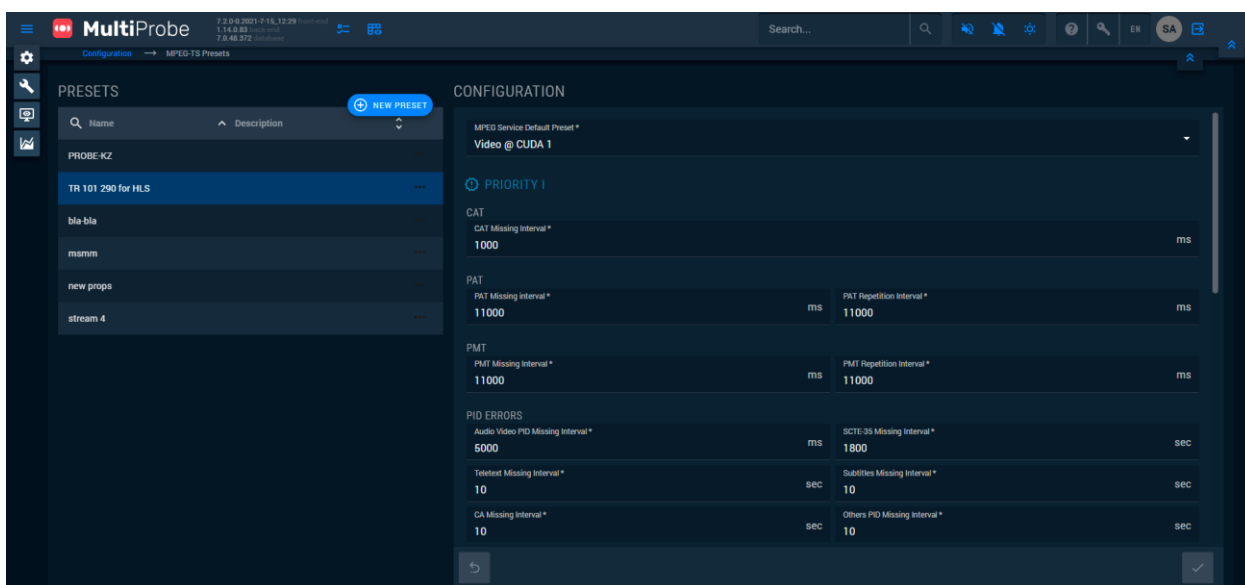 MultiProbe
7.2.0-0.2021-7-15_12:29 front-end
1.14.0.83 back-end
7.0.48.372 database
Search...
EN
SA
Configuration → MPEG-TS Presets
PRESETS
NEW PRESET
Name
Description
PROBE-KZ
TR 101 290 for HLS
bla-bla
msmm
new props
stream 4
CONFIGURATION
MPEG Service Default Preset *
Video @ CUDA 1
PRIORITY I
CAT
CAT Missing Interval *
1000 ms
PAT
PAT Missing interval * PAT Repetition Interval *
11000 ms 11000 ms
PMT
PMT Missing Interval * PMT Repetition Interval *
11000 ms 11000 ms
PID ERRORS
Audio Video PID Missing Interval * SCTE-35 Missing Interval *
5000 ms 1800 sec
Teletext Missing Interval * Subtitles Missing Interval *
10 sec 10 sec
CA Missing Interval * Others PID Missing Interval *
10 sec 10 sec